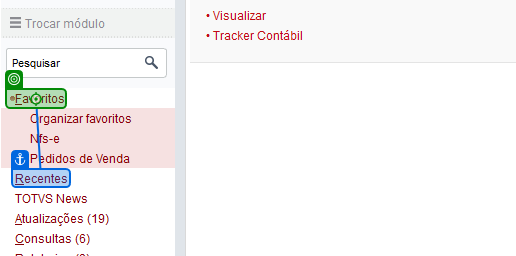 Trocar módulo
Pesquisar
Favoritos
Organizar favoritos
Nfs-e
Pedidos de Venda
Recentes
TOTVS News
Atualizações (19)
Consultas (6)
• Visualizar
• Tracker Contábil